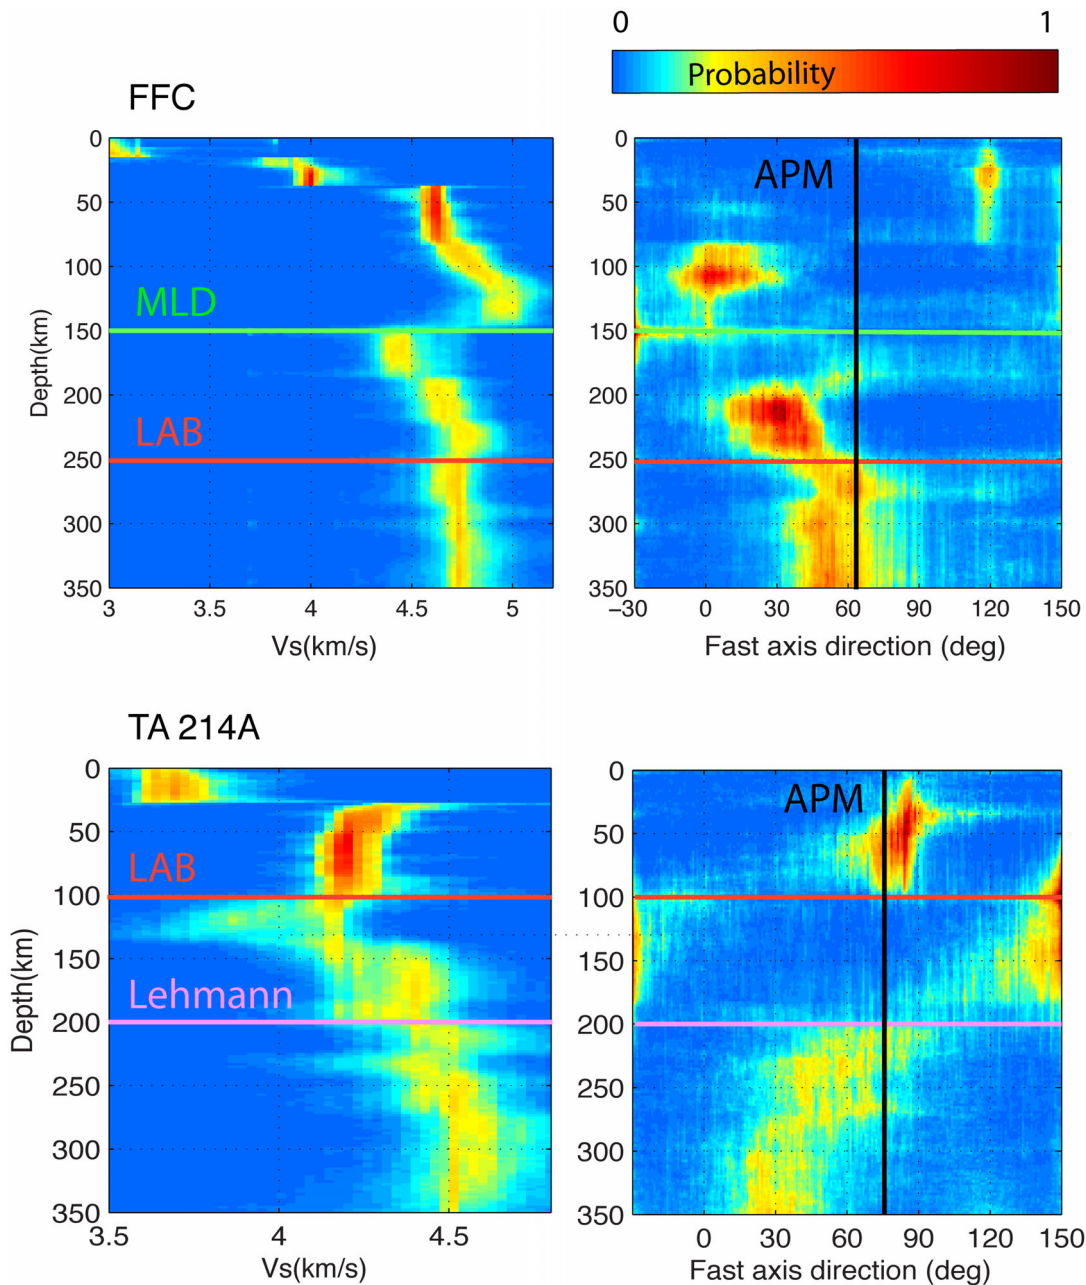 0 1
Probability
FFC
0
50
100
150
200
250
300
350
Depth(km)
MLD
LAB
3 3.5 4 4.5 5
Vs(km/s)
APM
0
50
100
150
200
250
300
350
−30 0 30 60 90 120 150
Fast axis direction (deg)
TA 214A
0
50
100
150
200
250
300
350
Depth(km)
LAB
Lehmann
3.5 4 4.5
Vs(km/s)
APM
0
50
100
150
200
250
300
350
0 30 60 90 120 150
Fast axis direction (deg)